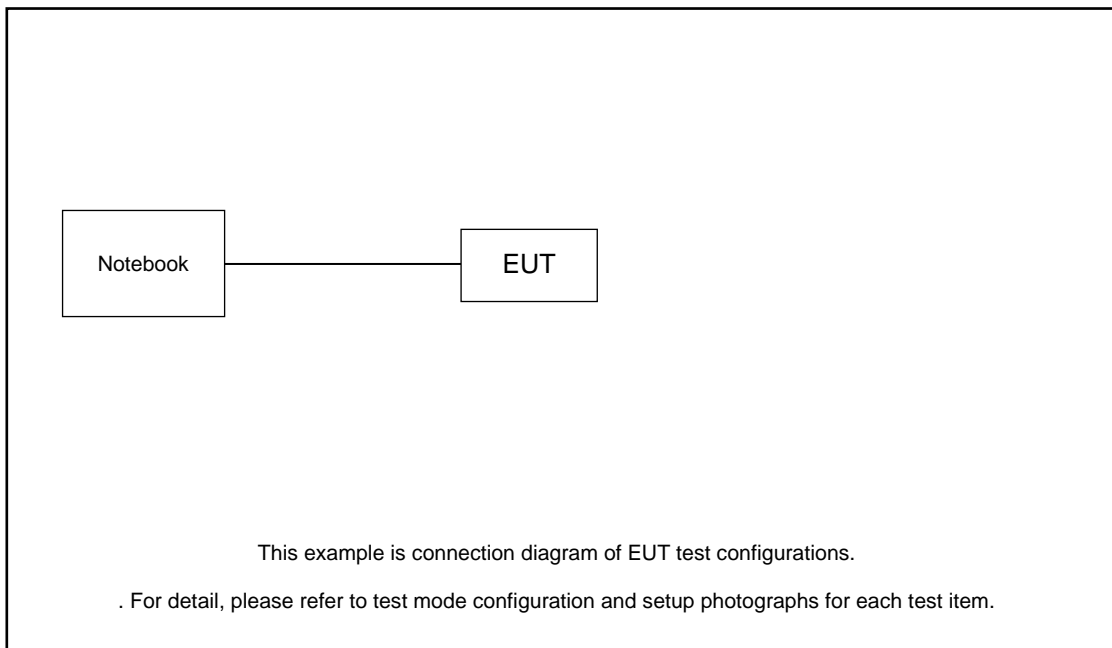 Notebook
EUT
This example is connection diagram of EUT test configurations.
. For detail, please refer to test mode configuration and setup photographs for each test item.